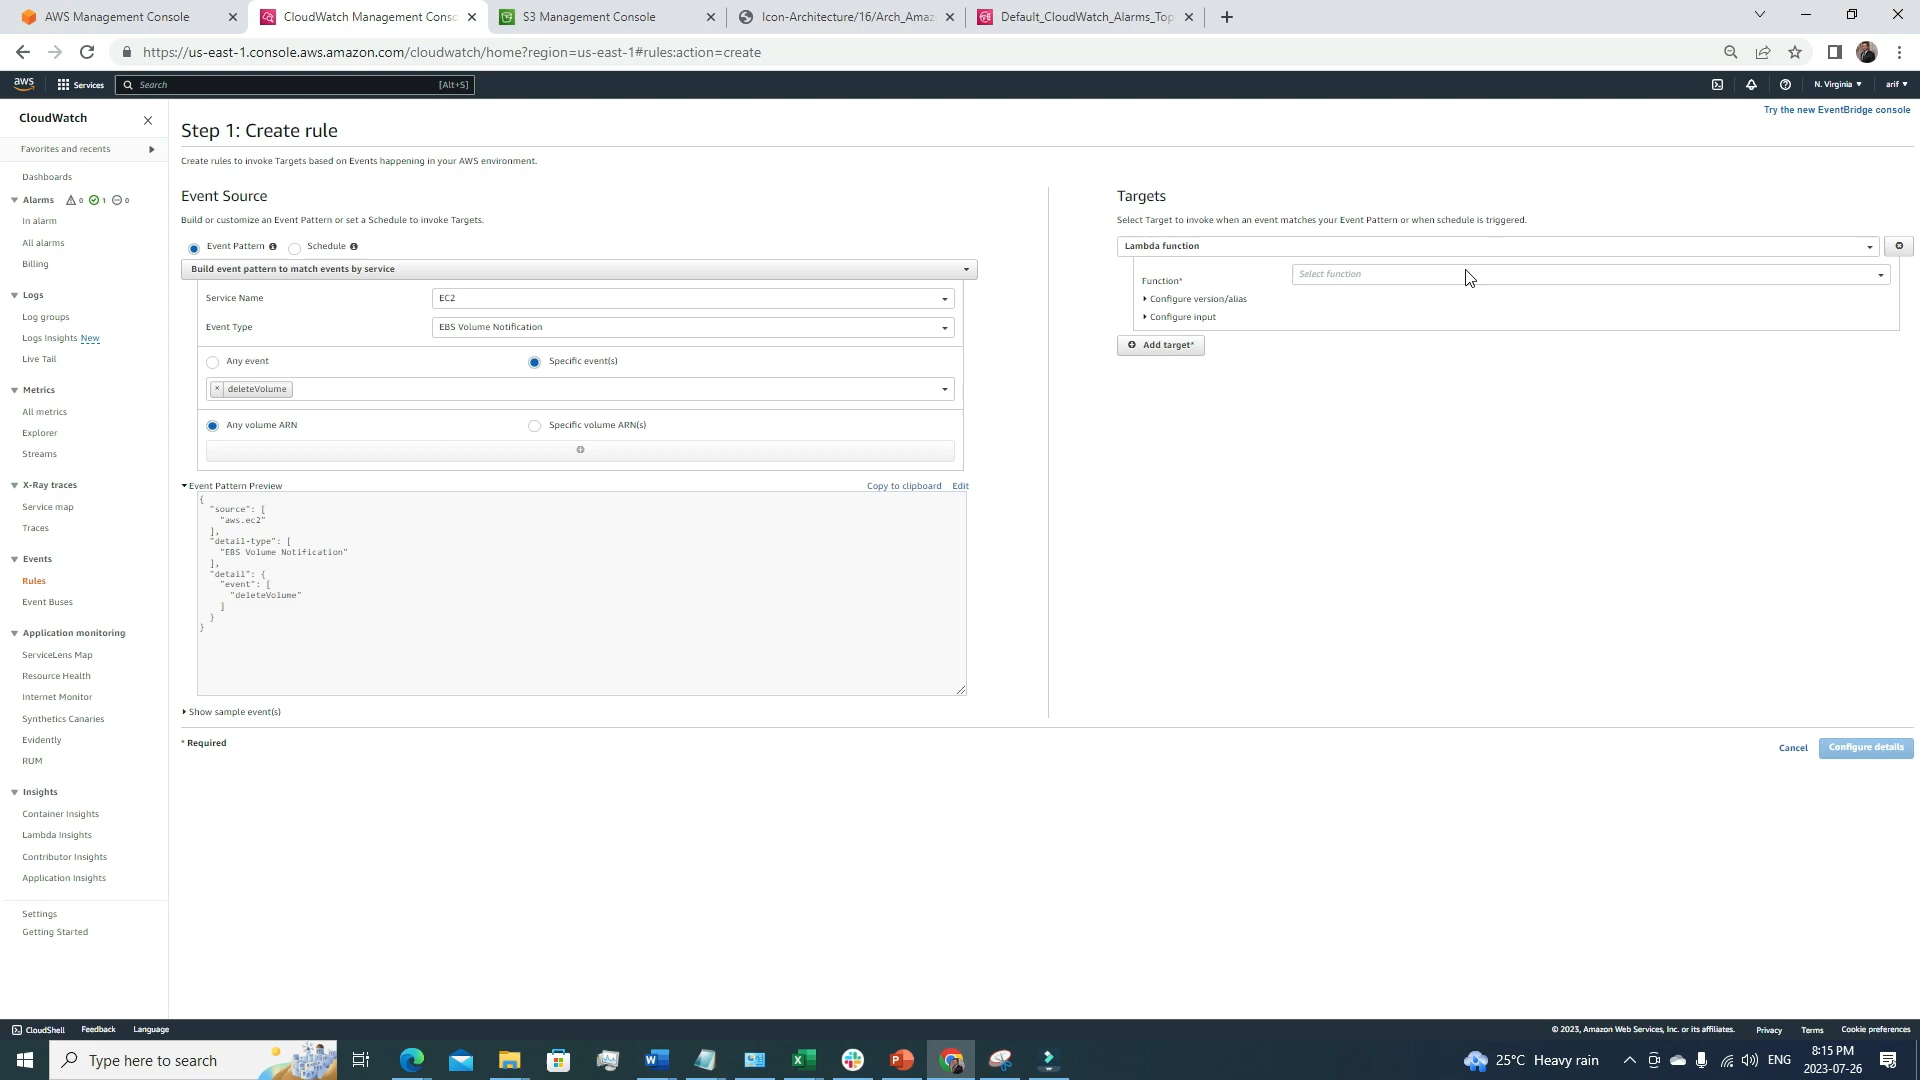 AWS Management Console
CloudWatch Management Conso
S3 Management Console
Icon-Architecture/16/Arch_Amaz
Default_CloudWatch_Alarms_Top
https://us-east-1.console.aws.amazon.com/cloudwatch/home?region=us-east-1#rules:action=create
aws
Services
Search
[Alt+S]
N. Virginia
arif
CloudWatch
Favorites and recents
Dashboards
Alarms 0 1 0
In alarm
All alarms
Billing
Logs
Log groups
Logs Insights New
Live Tail
Metrics
All metrics
Explorer
Streams
X-Ray traces
Service map
Traces
Events
Rules
Event Buses
Application monitoring
ServiceLens Map
Resource Health
Internet Monitor
Synthetics Canaries
Evidently
RUM
Insights
Container Insights
Lambda Insights
Contributor Insights
Application Insights
Settings
Getting Started
Try the new EventBridge console
Step 1: Create rule
Create rules to invoke Targets based on Events happening in your AWS environment.
Event Source
Build or customize an Event Pattern or set a Schedule to invoke Targets.
Event Pattern
Schedule
Build event pattern to match events by service
Service Name
EC2
Event Type
EBS Volume Notification
Any event
Specific event(s)
× deleteVolume
Any volume ARN
Specific volume ARN(s)
Event Pattern Preview
Copy to clipboard
Edit
{
"source": [
"aws.ec2"
],
"detail-type": [
"EBS Volume Notification"
],
"detail": {
"event": [
"deleteVolume"
]
}
}
Show sample event(s)
* Required
Targets
Select Target to invoke when an event matches your Event Pattern or when schedule is triggered.
Lambda function
Function*
Select function
Configure version/alias
Configure input
Add target*
Cancel
Configure details
CloudShell
Feedback
Language
© 2023, Amazon Web Services, Inc. or its affiliates.
Privacy
Terms
Cookie preferences
Type here to search
25°C Heavy rain
ENG
8:15 PM
2023-07-26